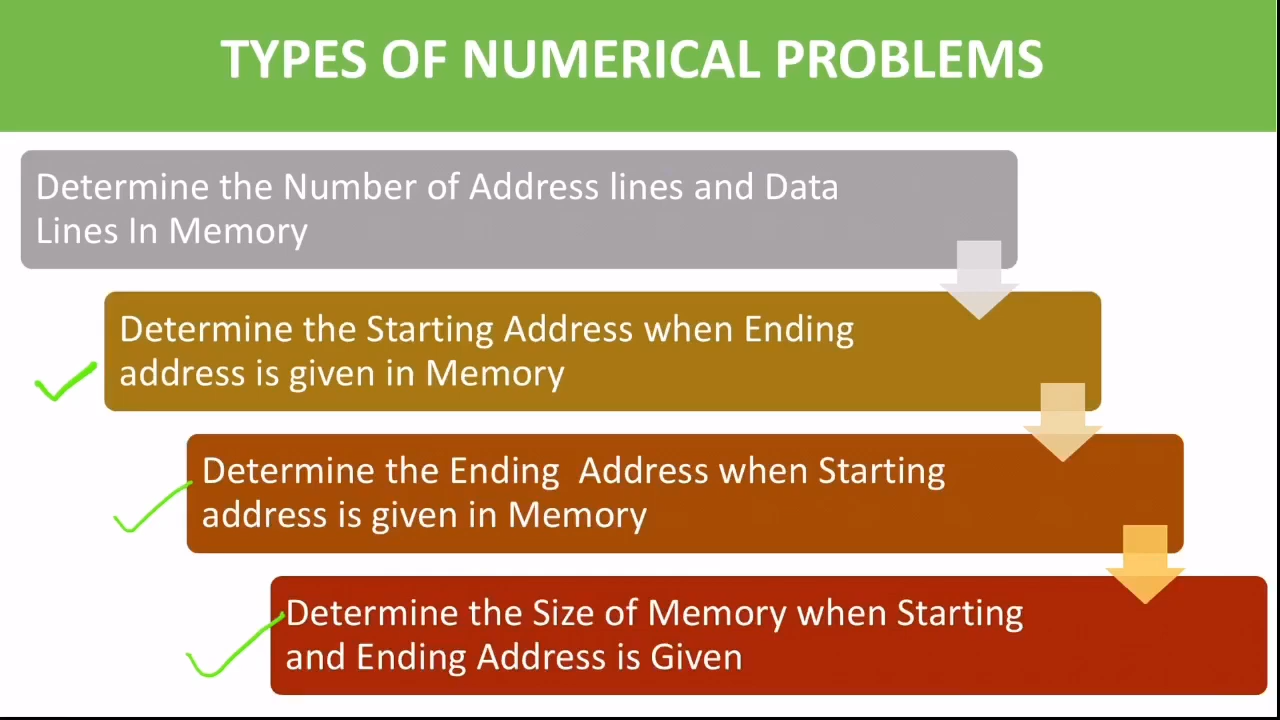 TYPES OF NUMERICAL PROBLEMS
Determine the Number of Address lines and Data
Lines In Memory
Determine the Starting Address when Ending
address is given in Memory
Determine the Ending  Address when Starting
address is given in Memory
Determine the Size of Memory when Starting
and Ending Address is Given